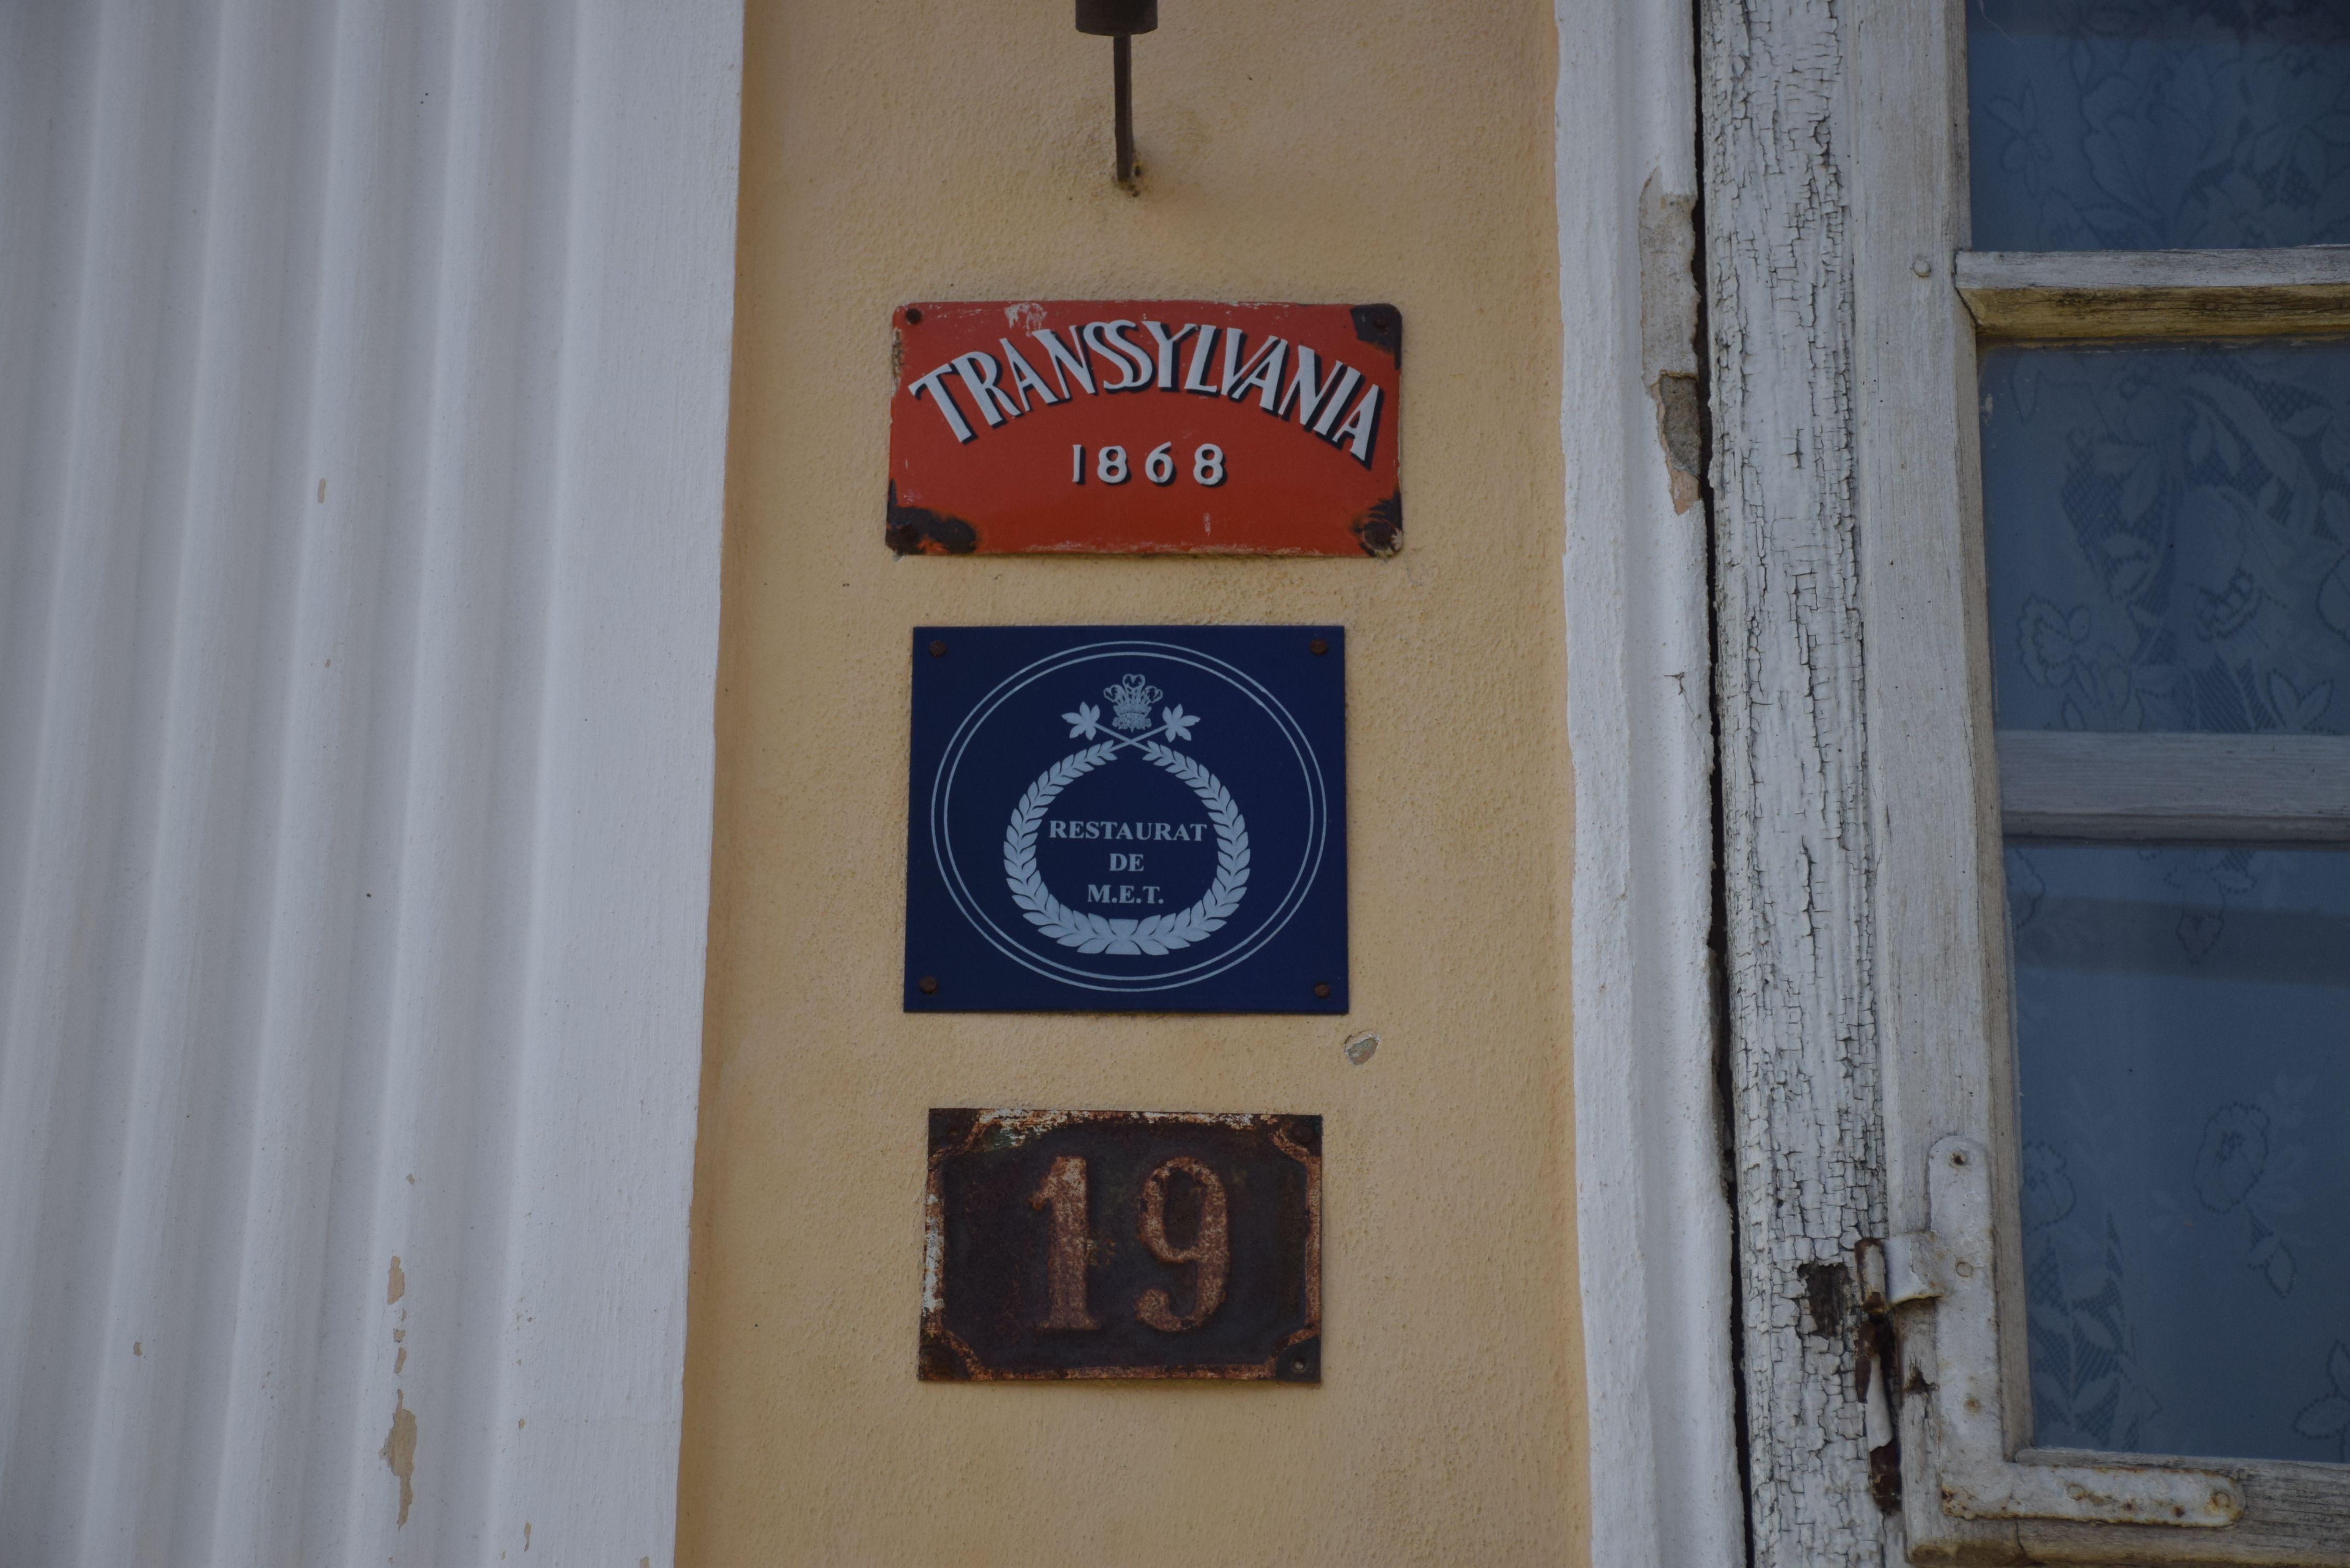 TRANSSYLVANIA
1868
RESTAURAT
DE
M.E.T.
19